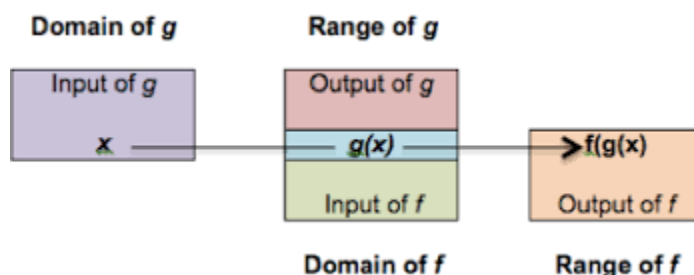 Domain of g Range of g
Input of g Output of g
x g(x) f(g(x)
Input of f Output of f
Domain of f Range of f